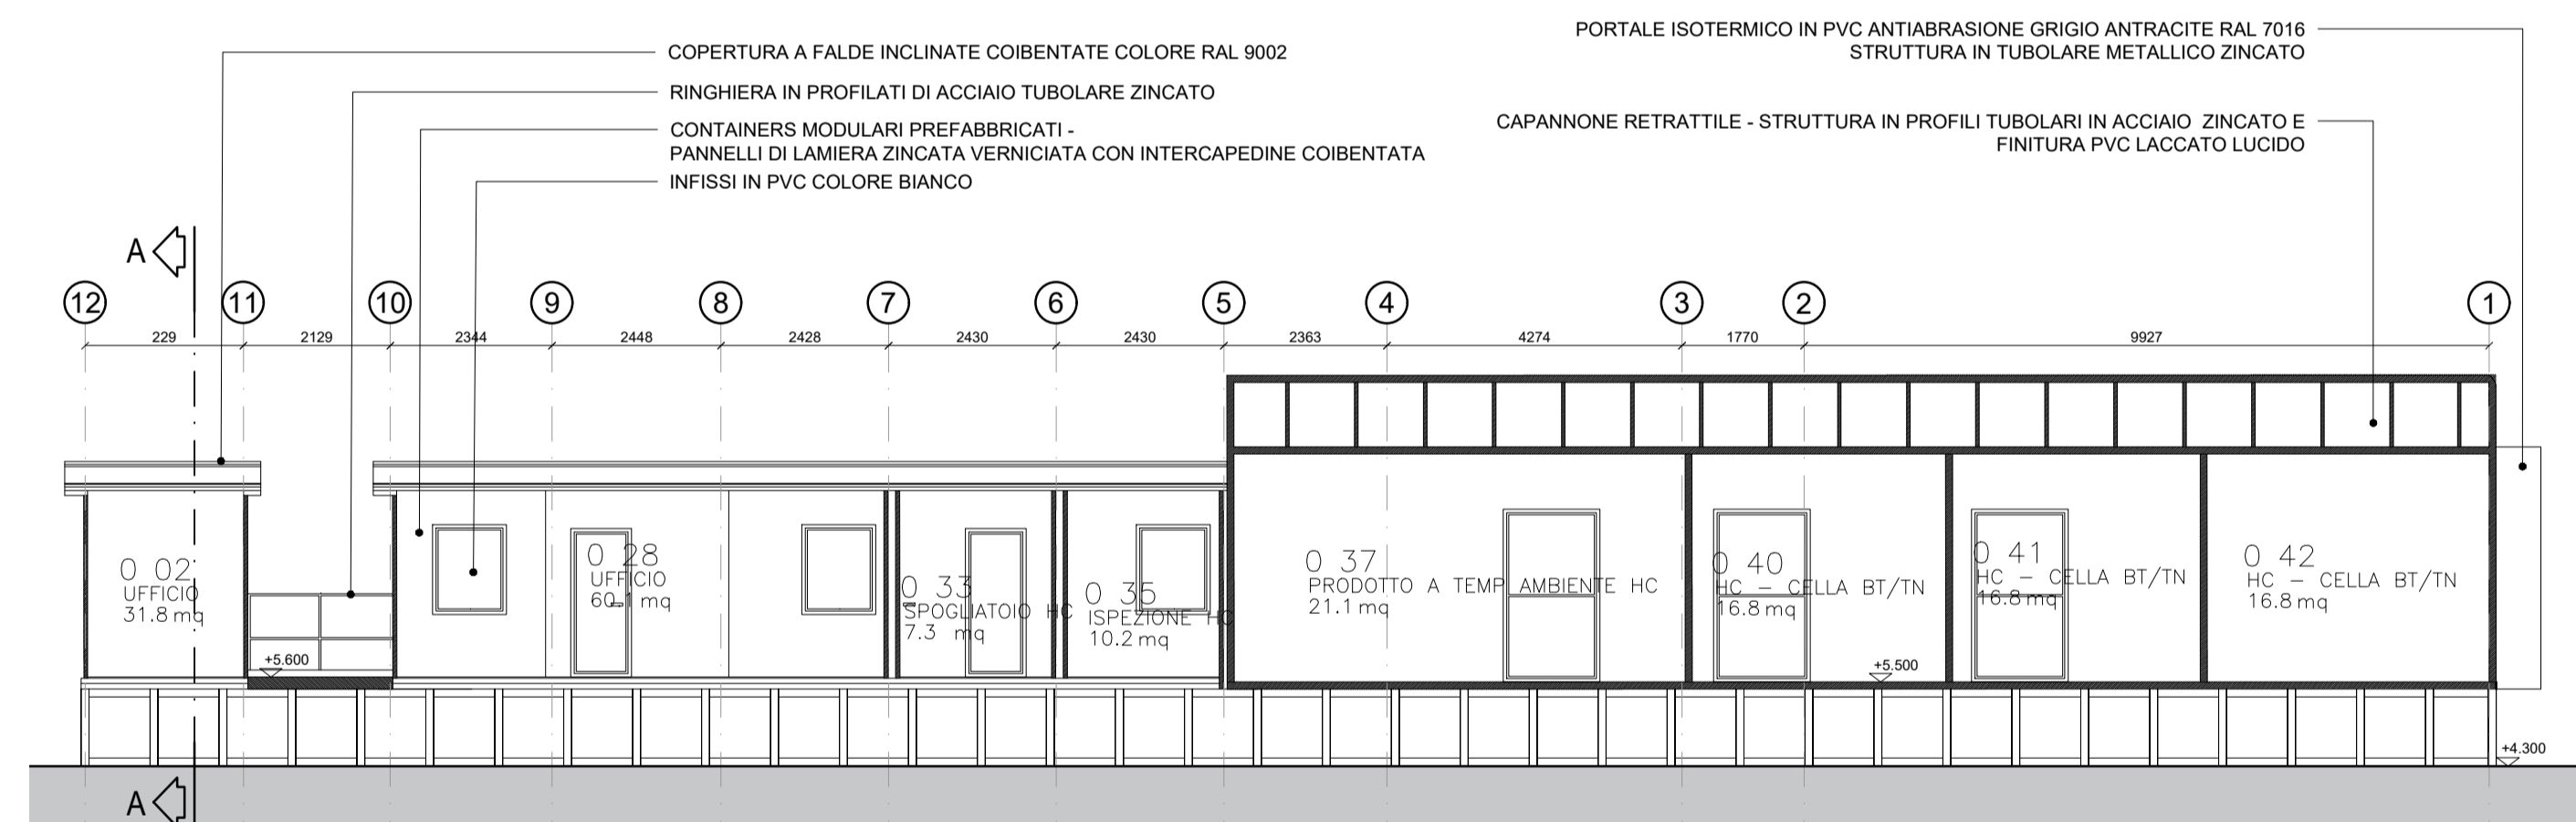 PORTALE ISOTERMICO IN PVC ANTIABRASIONE GRIGIO ANTRACITE RAL 7016
STRUTTURA IN TUBOLARE METALLICO ZINCATO
COPERTURA A FALDE INCLINATE COIBENTATE COLORE RAL 9002
RINGHIERA IN PROFILATI DI ACCIAIO TUBOLARE ZINCATO
CONTAINERS MODULARI PREFABBRICATI -
PANNELLI DI LAMIERA ZINCATA VERNICIATA CON INTERCAPEDINE COIBENTATA
INFISSI IN PVC COLORE BIANCO
CAPANNONE RETRATTILE - STRUTTURA IN PROFILI TUBOLARI IN ACCIAIO ZINCATO E
FINITURA PVC LACCATO LUCIDO
A
12 11 10 9 8 7 6 5 4 3 2 1
229 2129 2344 2448 2428 2430 2430 2363 4274 1770 9927
0 02
UFFICIO
31.8 mq
+5.600
0 28
UFFICIO
60.1 mq
0 33
SPOGLIATOIO HC
7.3 mq
0 35
ISPEZIONE HC
10.2 mq
0 37
PRODOTTO A TEMP AMBIENTE HC
21.1 mq
0 40
HC - CELLA BT/TN
16.8 mq
+5.500
0 41
HC - CELLA BT/TN
16.8 mq
0 42
HC - CELLA BT/TN
16.8 mq
+4.300
A